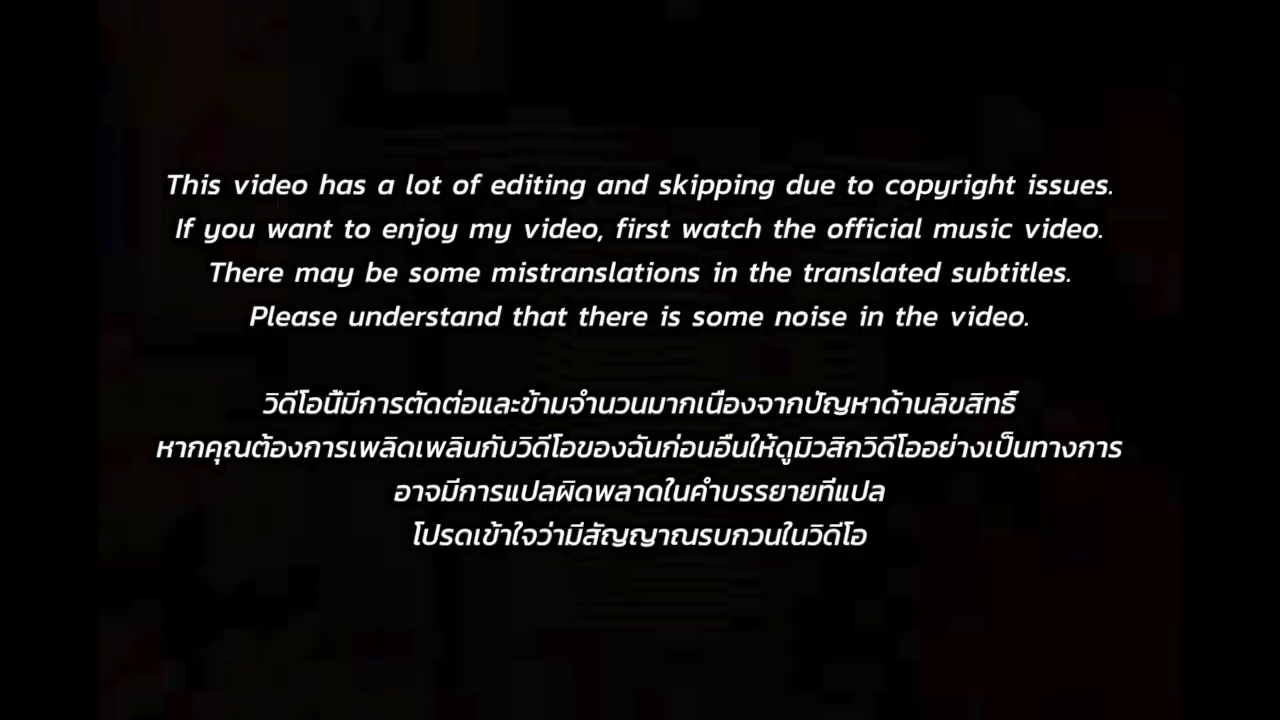 This video has a lot of editing and skipping due to copyright issues.
If you want to enjoy my video, first watch the official music video.
There may be some mistranslations in the translated subtitles.
Please understand that there is some noise in the video.
วิดีโอนี้มีการตัดต่อและข้ามจำนวนมากเนื่องจากปัญหาด้านลิขสิทธิ์
หากคุณต้องการเพลิดเพลินกับวิดีโอของฉันก่อนอื่นให้ดูมิวสิกวิดีโออย่างเป็นทางการ
อาจมีการแปลผิดพลาดในคำบรรยายที่แปล
โปรดเข้าใจว่ามีสัญญาณรบกวนในวิดีโอ